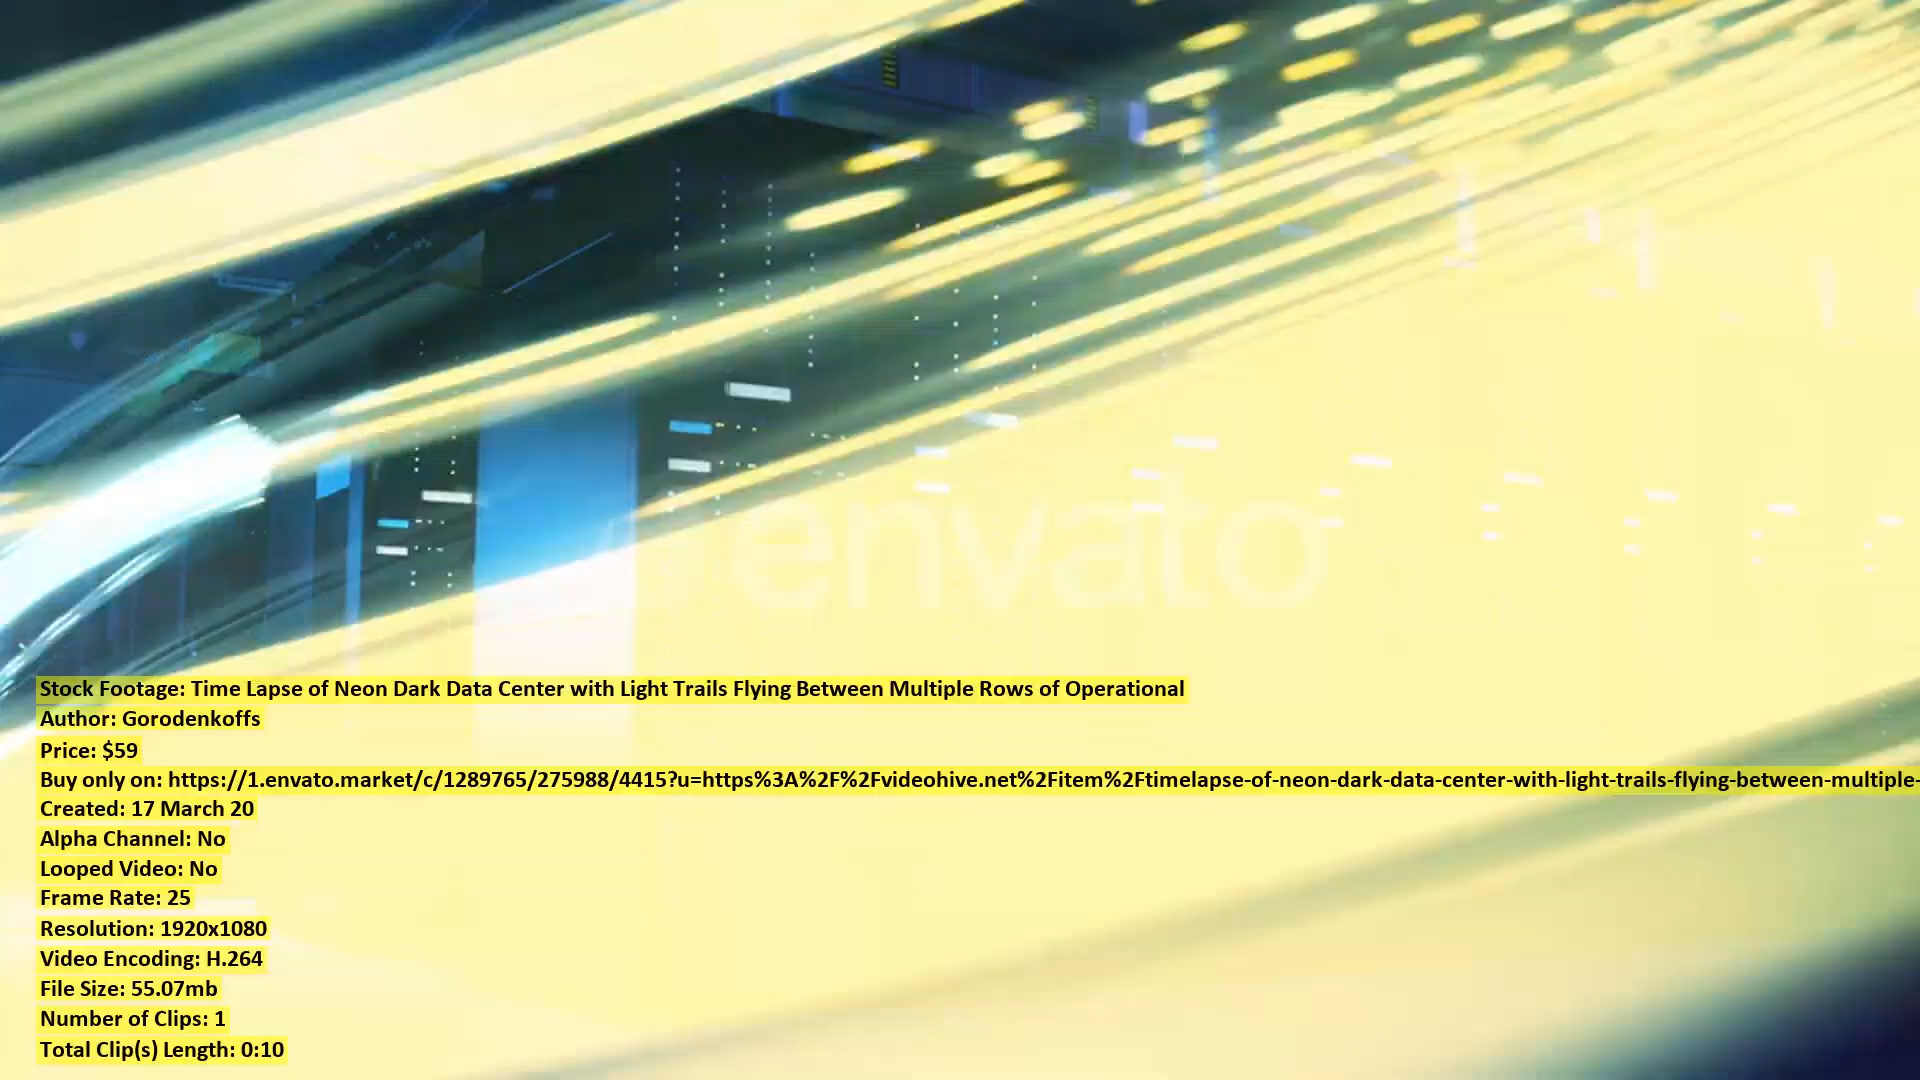 envato
Stock Footage: Time Lapse of Neon Dark Data Center with Light Trails Flying Between Multiple Rows of Operational
Author: Gorodenkoffs
Price: $59
Buy only on: https://1.envato.market/c/1289765/275988/4415?u=https%3A%2F%2Fvideohive.net%2Fitem%2Ftimelapse-of-neon-dark-data-center-with-light-trails-flying-between-multiple-
Created: 17 March 20
Alpha Channel: No
Looped Video: No
Frame Rate: 25
Resolution: 1920x1080
Video Encoding: H.264
File Size: 55.07mb
Number of Clips: 1
Total Clip(s) Length: 0:10